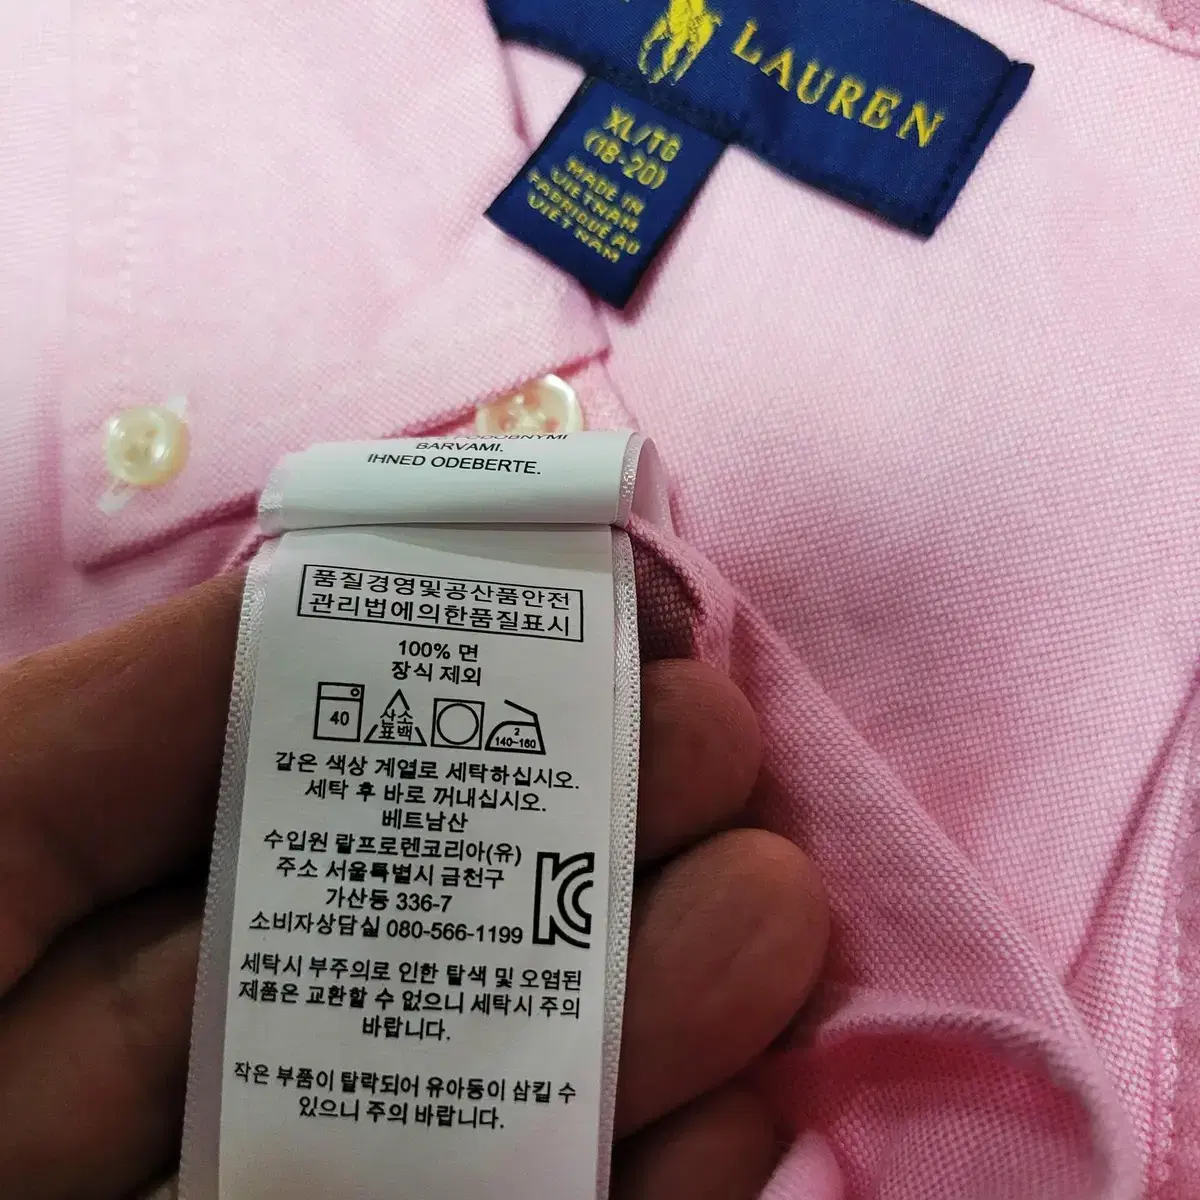 LAUREN
XL/TG
(18-20)
MADE IN
VIETNAM
FABRIQUE AU
VIETNAM
PODOBNYMI
BARVAMI.
IHNED ODEBERTE.
품질경영및공산품안전
관리법에의한품질표시
100% 면
장식 제외
40
산소
표백
2
140~160
같은 색상 계열로 세탁하십시오.
세탁 후 바로 꺼내십시오.
베트남산
수입원 랄프로렌코리아(유)
주소 서울특별시 금천구
가산동 336-7
소비자상담실 080-566-1199
세탁시 부주의로 인한 탈색 및 오염된
제품은 교환할 수 없으니 세탁시 주의
바랍니다.
작은 부품이 탈락되어 유아동이 삼킬 수
있으니 주의 바랍니다.